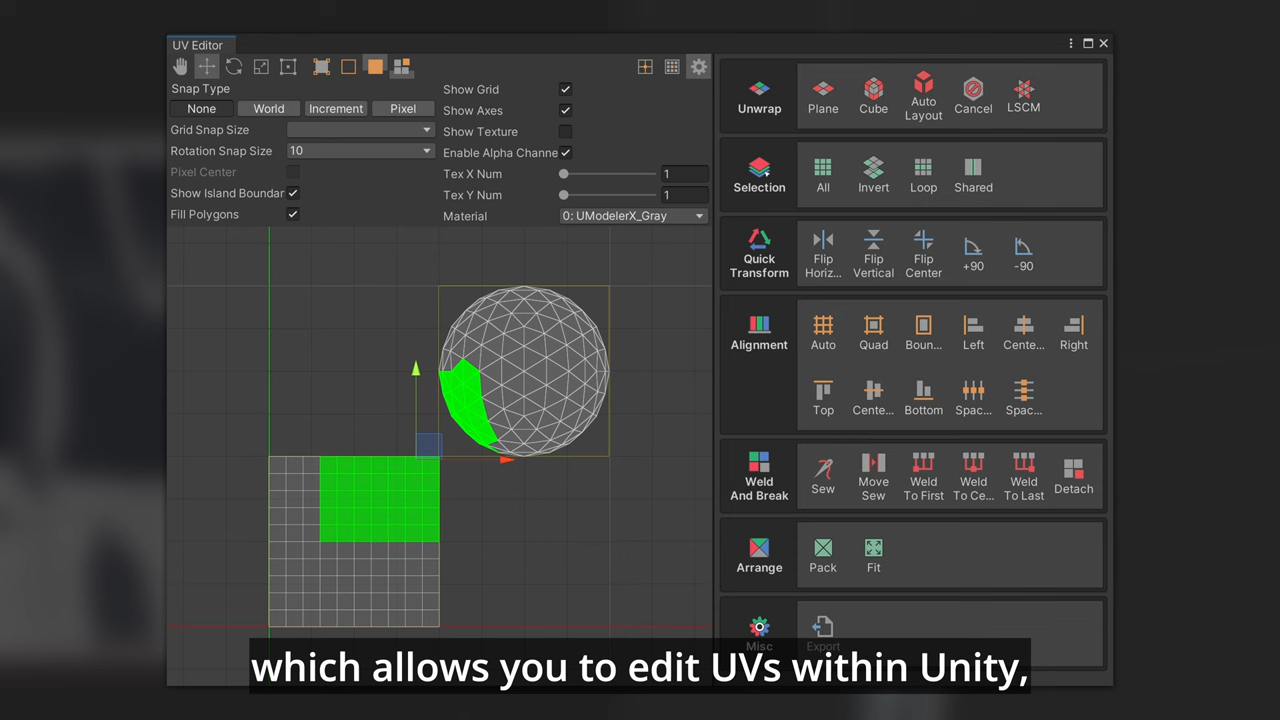 UV Editor
Snap Type
None World Increment Pixel
Grid Snap Size
Rotation Snap Size 10
Pixel Center
Show Island Boundar
Fill Polygons
Show Grid
Show Axes
Show Texture
Enable Alpha Channe
Tex X Num 1
Tex Y Num 1
Material 0: UModelerX_Gray
Unwrap
Plane
Cube
Auto
Layout
Cancel
LSCM
Selection
All
Invert
Loop
Shared
Quick
Transform
Flip
Horiz...
Flip
Vertical
Flip
Center
+90
-90
Alignment
Auto
Quad
Boun...
Left
Cente...
Right
Top
Cente...
Bottom
Spac...
Spac...
Weld
And Break
Sew
Move
Sew
Weld
To First
Weld
To Ce...
Weld
To Last
Detach
Arrange
Pack
Fit
Misc
Export
which allows you to edit UVs within Unity,